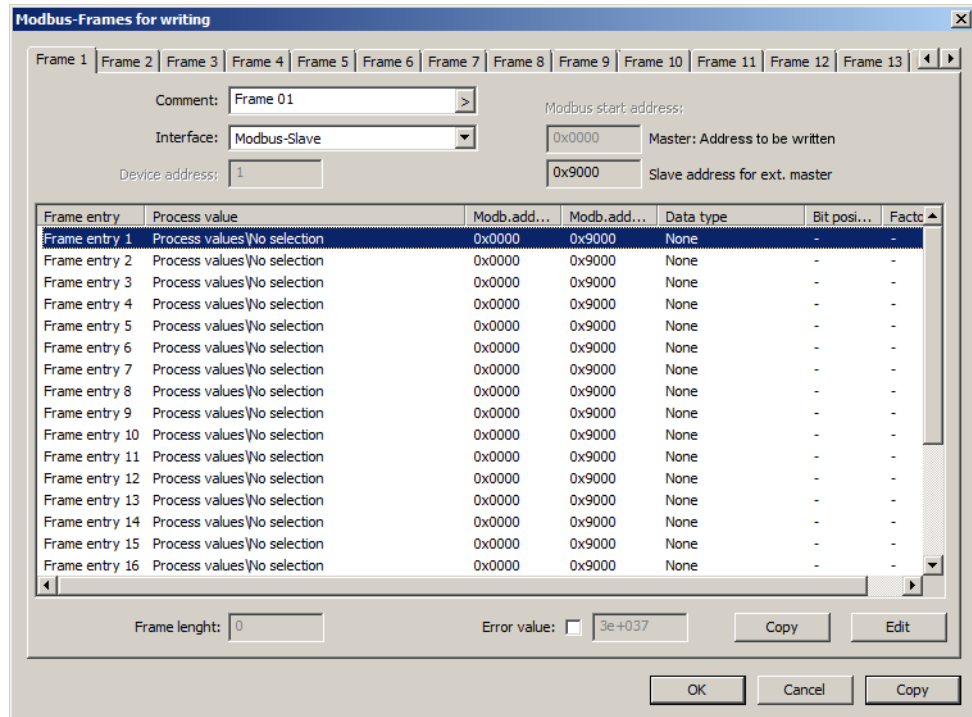 Modbus-Frames for writing
Frame 1 Frame 2 Frame 3 Frame 4 Frame 5 Frame 6 Frame 7 Frame 8 Frame 9 Frame 10 Frame 11 Frame 12 Frame 13
Comment: Frame 01 > Modbus start address:
Interface: Modbus-Slave 0x0000 Master: Address to be written
Device address: 1 0x9000 Slave address for ext. master
Frame entry Process value Modb.add... Modb.add... Data type Bit posi... Facto
Frame entry 1 Process values\No selection 0x0000 0x9000 None - -
Frame entry 2 Process values\No selection 0x0000 0x9000 None - -
Frame entry 3 Process values\No selection 0x0000 0x9000 None - -
Frame entry 4 Process values\No selection 0x0000 0x9000 None - -
Frame entry 5 Process values\No selection 0x0000 0x9000 None - -
Frame entry 6 Process values\No selection 0x0000 0x9000 None - -
Frame entry 7 Process values\No selection 0x0000 0x9000 None - -
Frame entry 8 Process values\No selection 0x0000 0x9000 None - -
Frame entry 9 Process values\No selection 0x0000 0x9000 None - -
Frame entry 10 Process values\No selection 0x0000 0x9000 None - -
Frame entry 11 Process values\No selection 0x0000 0x9000 None - -
Frame entry 12 Process values\No selection 0x0000 0x9000 None - -
Frame entry 13 Process values\No selection 0x0000 0x9000 None - -
Frame entry 14 Process values\No selection 0x0000 0x9000 None - -
Frame entry 15 Process values\No selection 0x0000 0x9000 None - -
Frame entry 16 Process values\No selection 0x0000 0x9000 None - -
Frame lenght: 0 Error value: 3e+037 Copy Edit
OK Cancel Copy